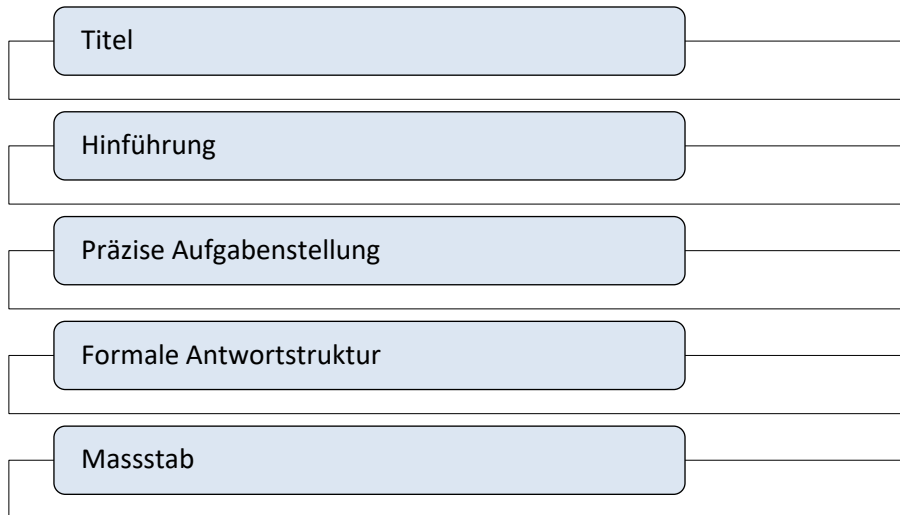 Titel
Hinführung
Präzise Aufgabenstellung
Formale Antwortstruktur
Massstab